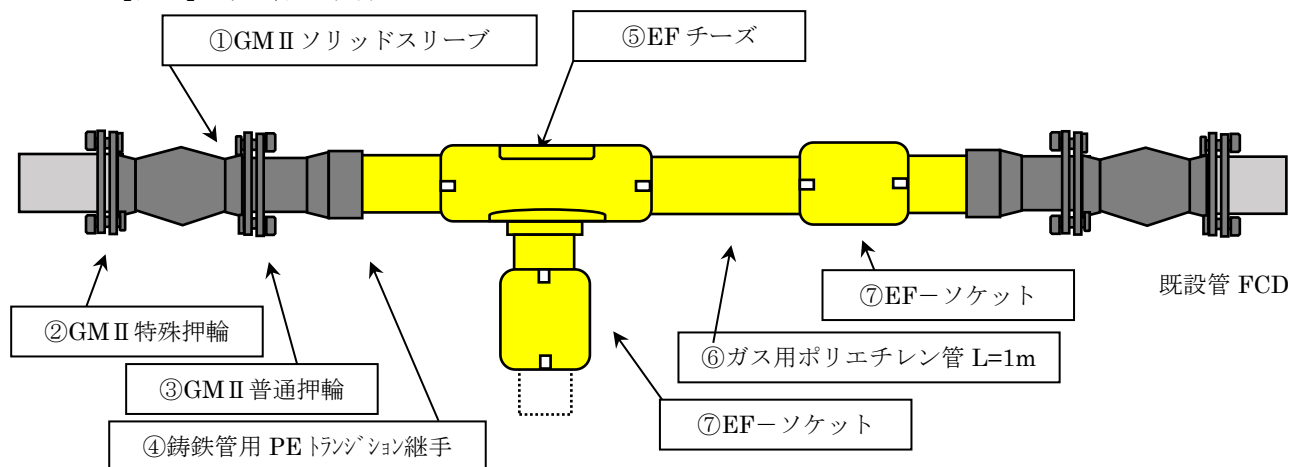 ①GMⅡソリッドスリーブ
⑤EFチーズ
既設管 FCD
②GMⅡ特殊押輪
⑦EF－ソケット
⑥ガス用ポリエチレン管 L=1m
③GMⅡ普通押輪
⑦EF－ソケット
④鋳鉄管用 PE ﾄﾗﾝｼﾞｼｮﾝ継手